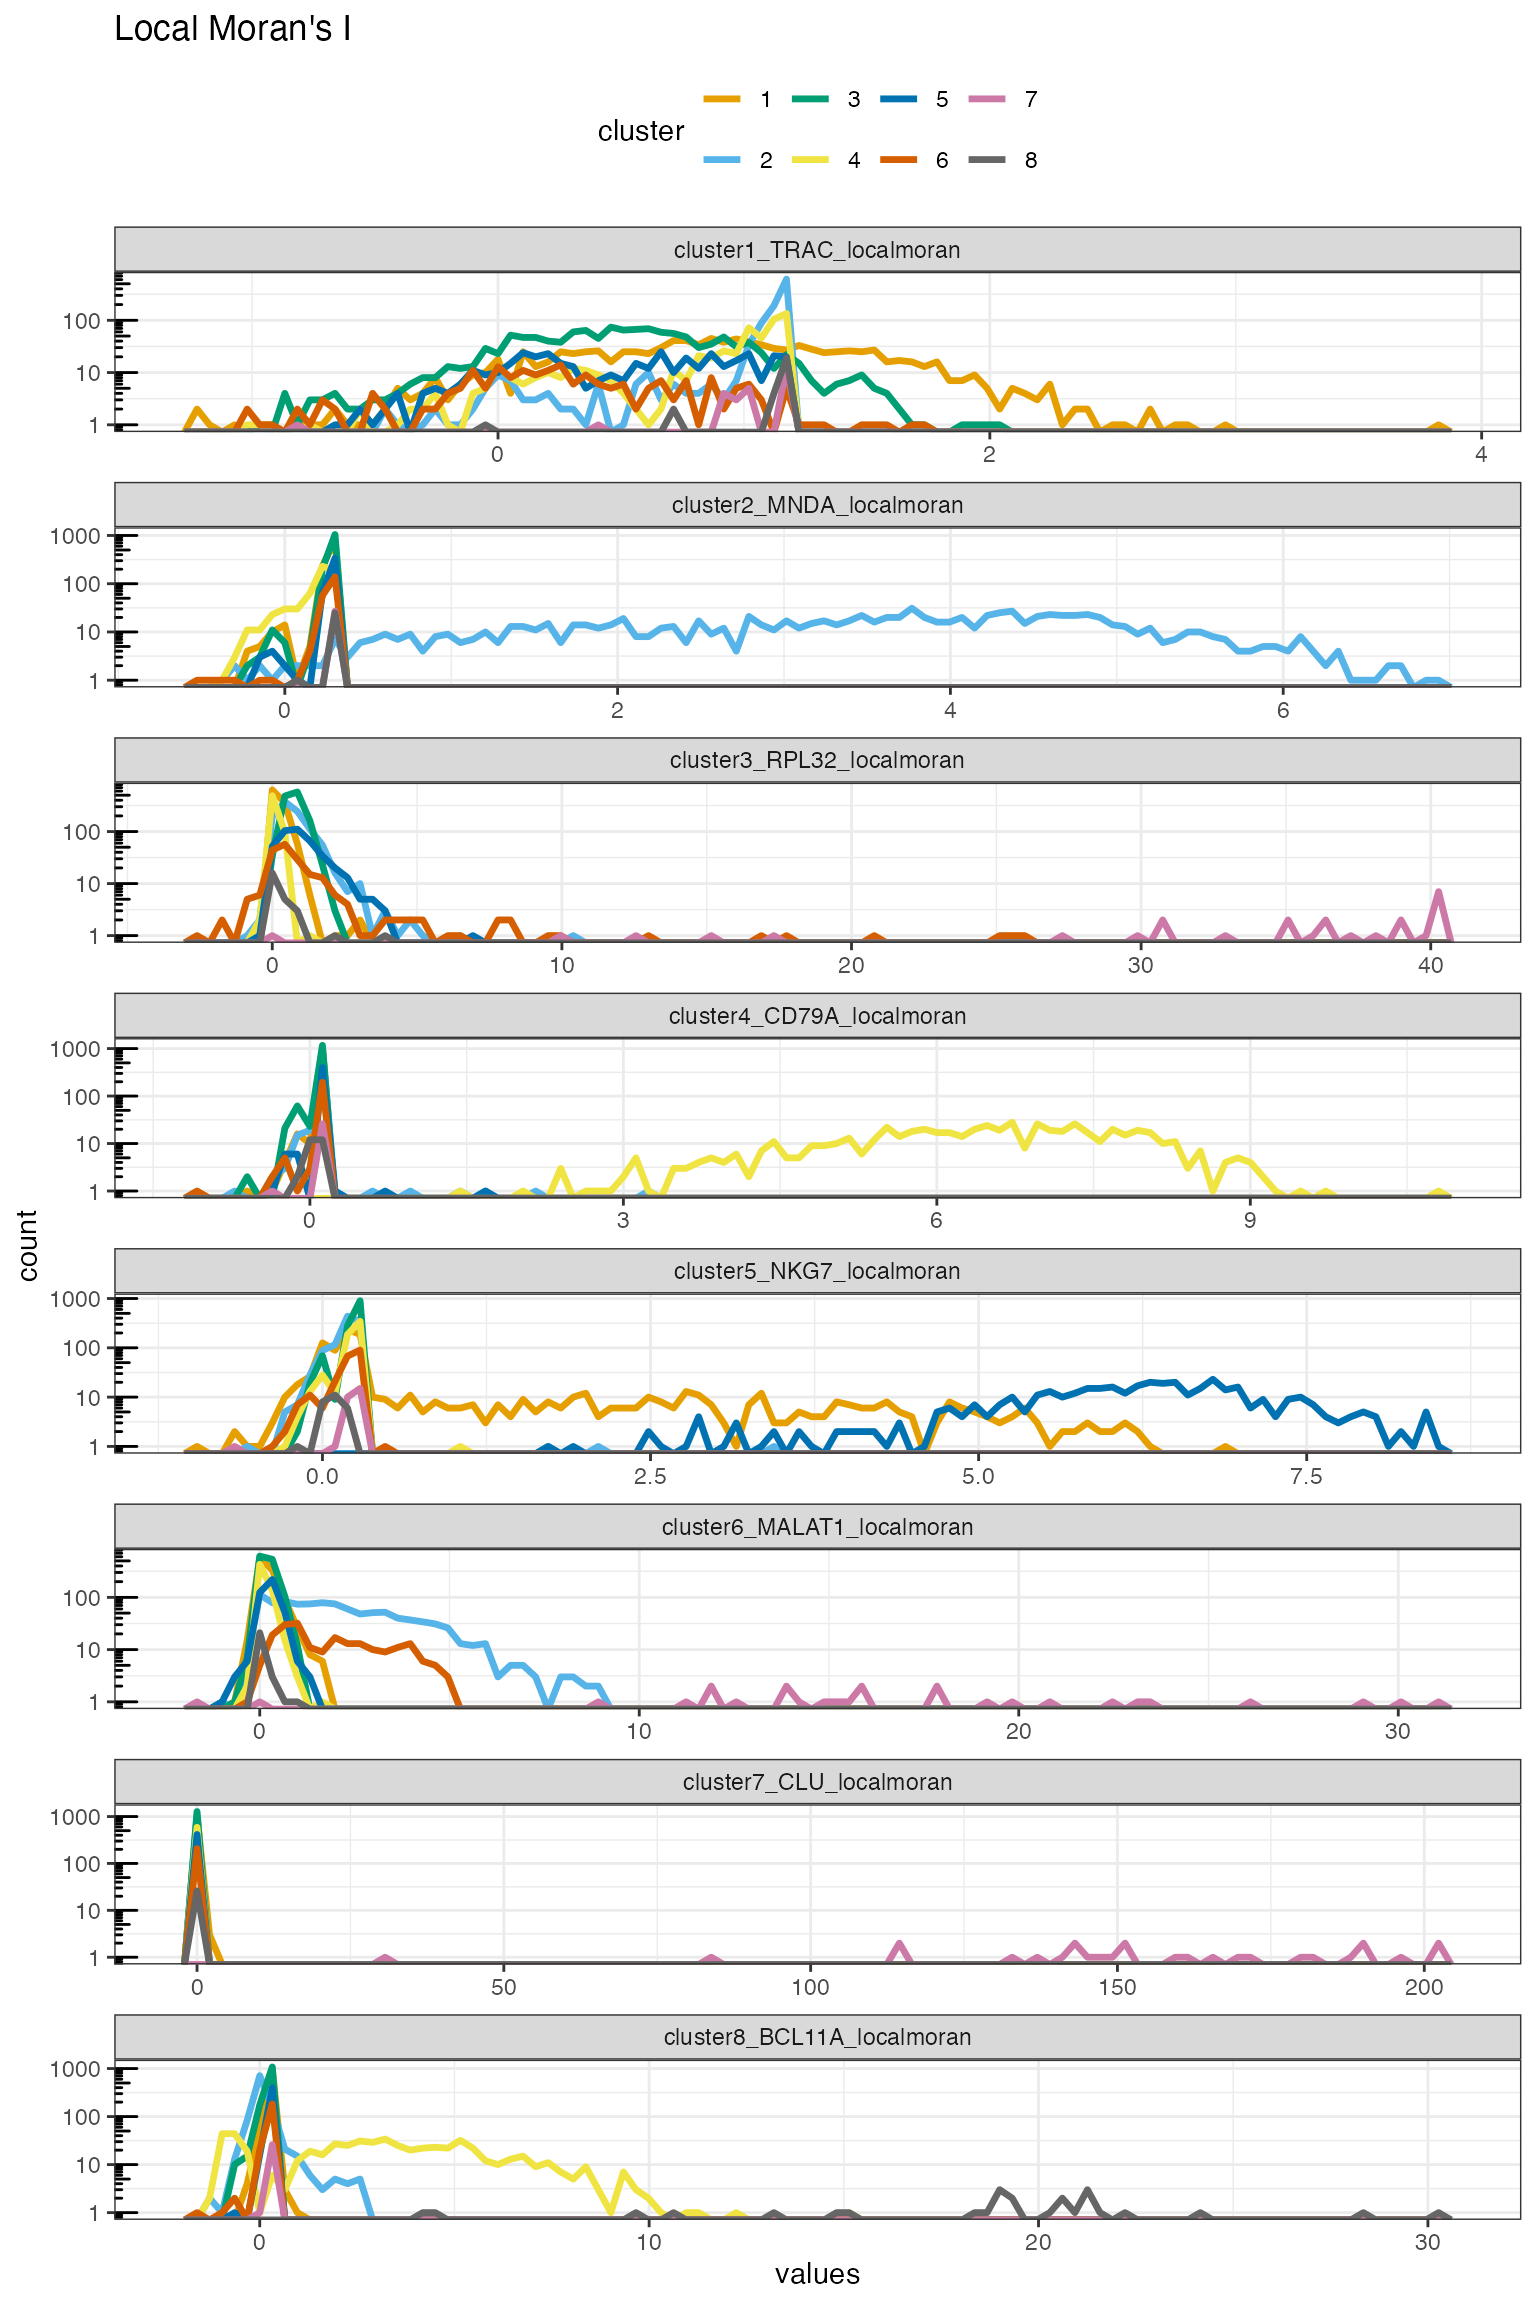 Local Moran's I
cluster
1 3 5 7
2 4 6 8
cluster1_TRAC_localmoran
100
10
1
0 2 4
cluster2_MNDA_localmoran
1000
100
10
1
0 2 4 6
cluster3_RPL32_localmoran
100
10
1
0 10 20 30 40
cluster4_CD79A_localmoran
1000
100
10
1
0 3 6 9
count
cluster5_NKG7_localmoran
1000
100
10
1
0.0 2.5 5.0 7.5
cluster6_MALAT1_localmoran
100
10
1
0 10 20 30
cluster7_CLU_localmoran
1000
100
10
1
0 50 100 150 200
cluster8_BCL11A_localmoran
1000
100
10
1
0 10 20 30
values